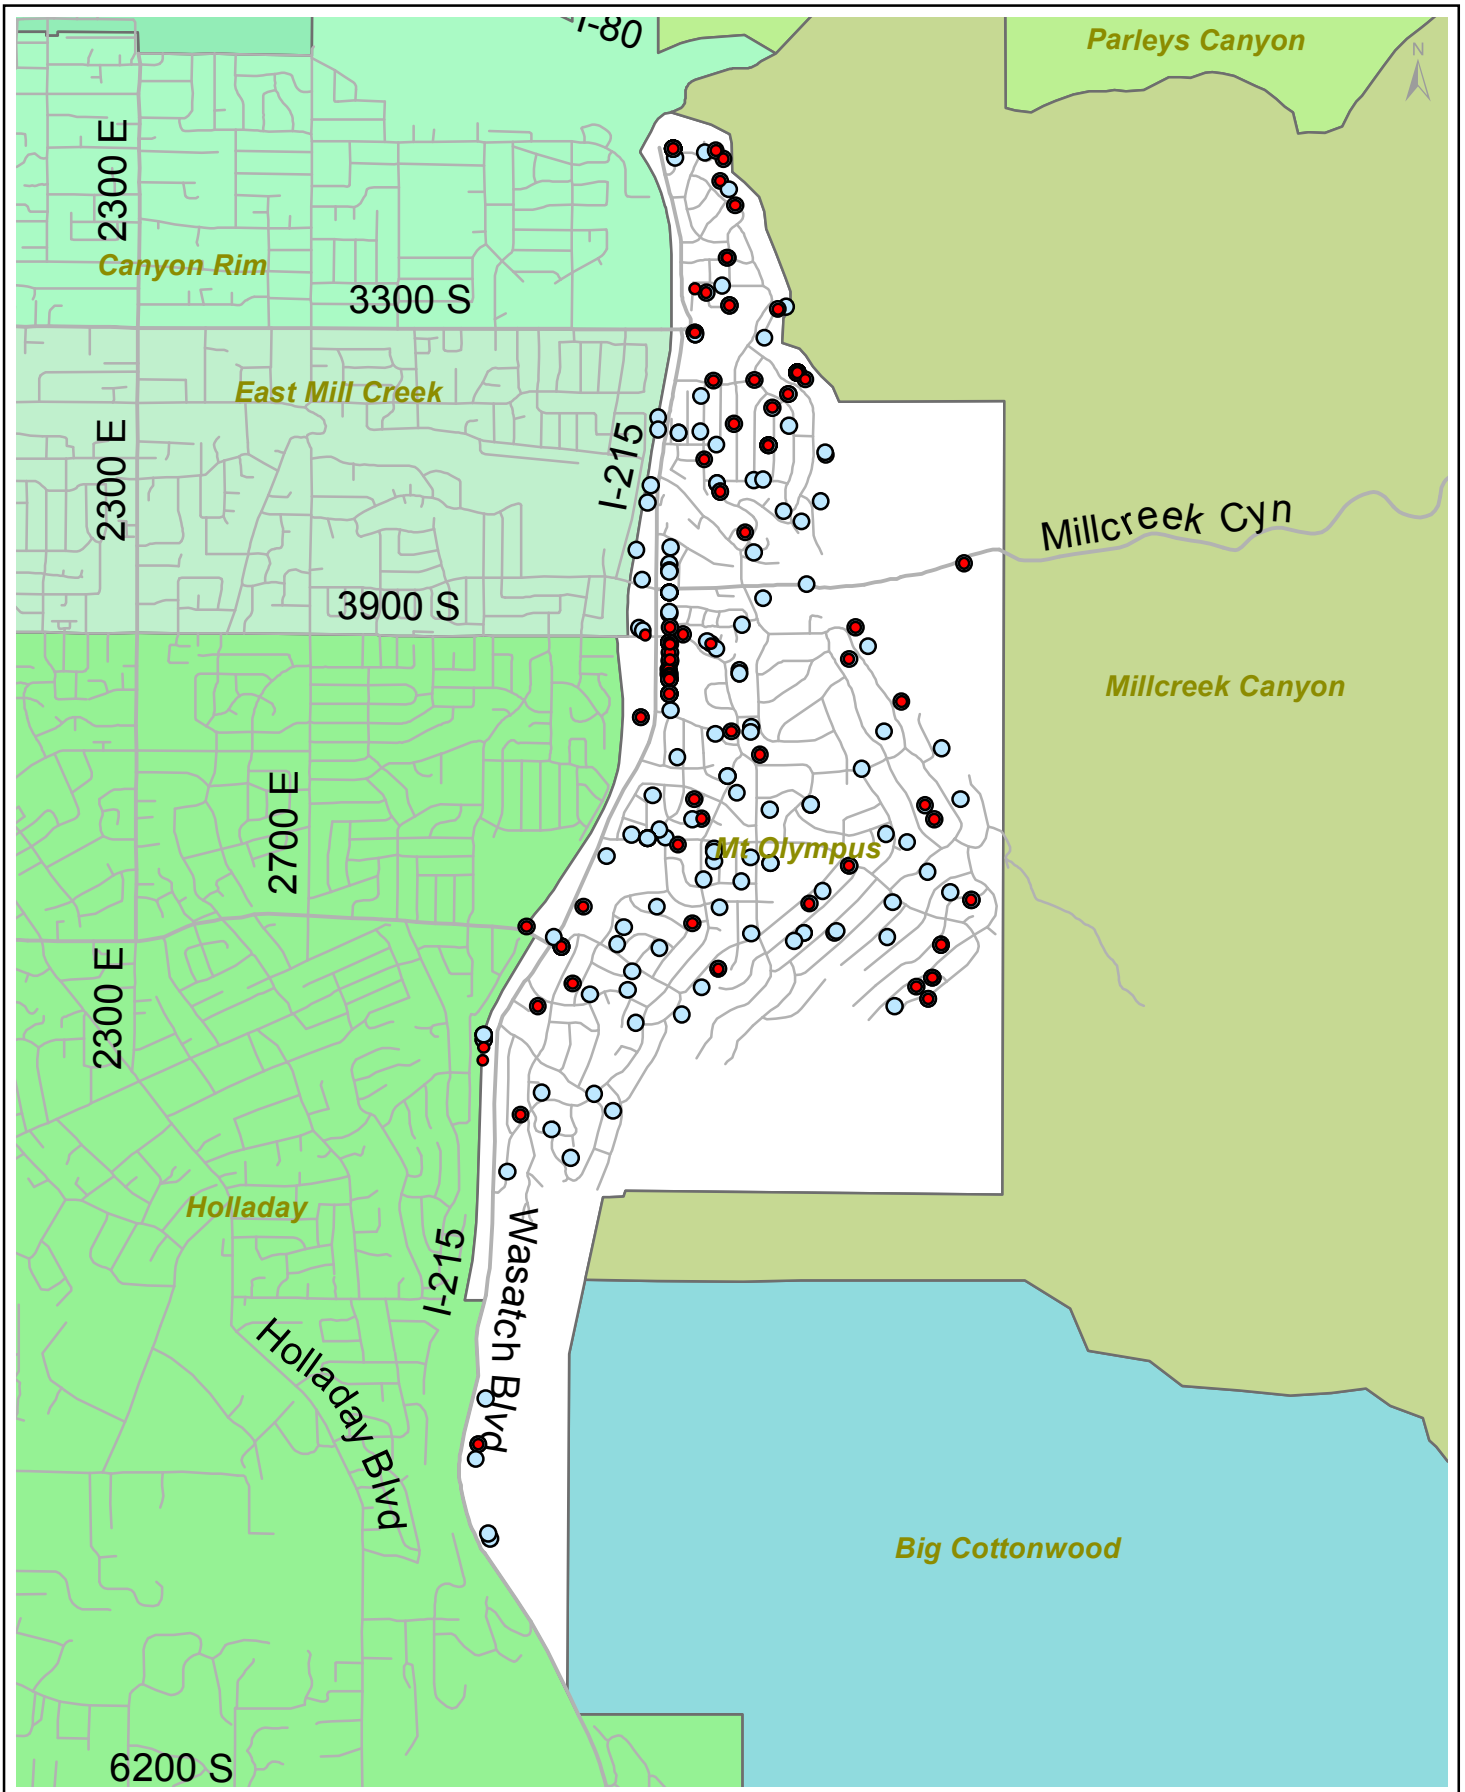 I-80
Parleys Canyon
N
2300 E
Canyon Rim
3300 S
East Mill Creek
2300 E
I-215
Millcreek Cyn
3900 S
Millcreek Canyon
2700 E
Mt Olympus
2300 E
Holladay
I-215
Wasatch Blvd
Holladay Blvd
Big Cottonwood
6200 S